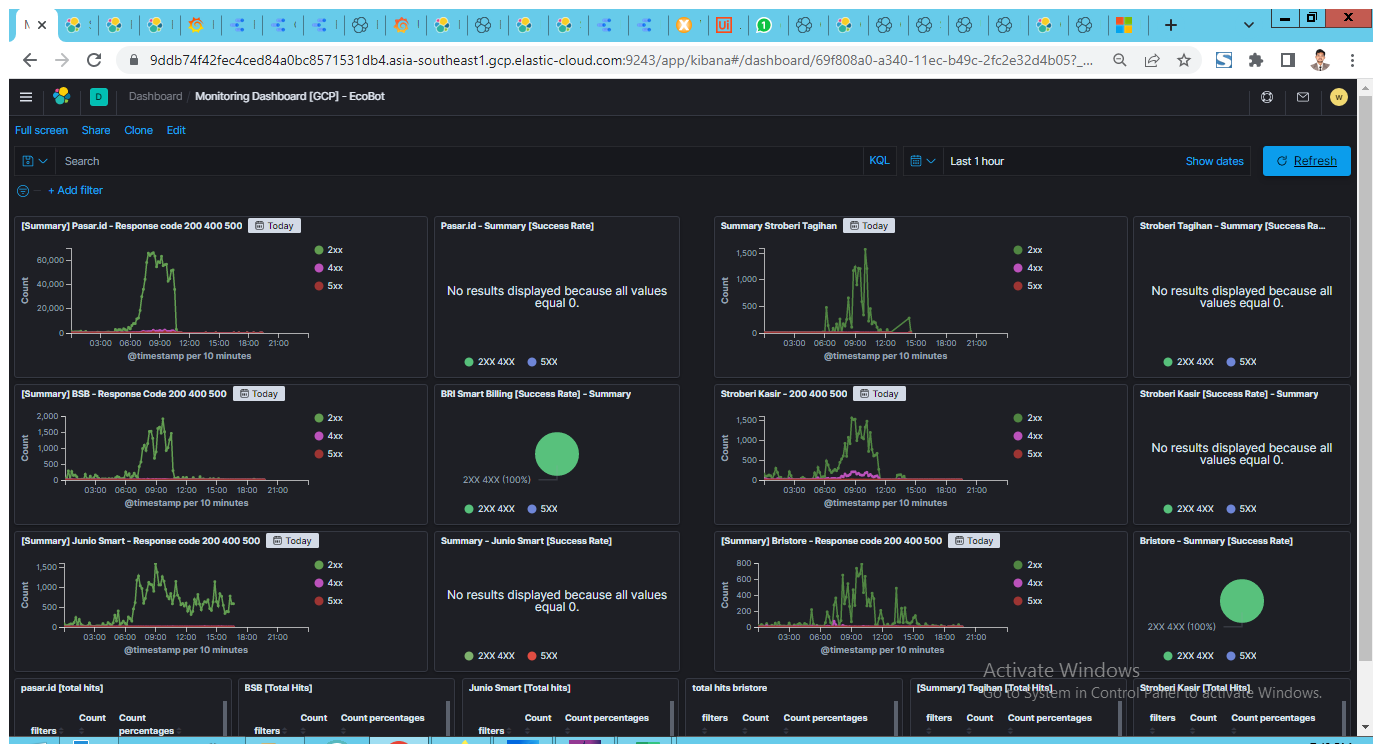 M
9ddb74f42fec4ced84a0bc8571531db4.asia-southeast1.gcp.elastic-cloud.com:9243/app/kibana#/dashboard/69f808a0-a340-11ec-b49c-2fc2e32d4b05?_...
D Dashboard / Monitoring Dashboard [GCP] - EcoBot w
Full screen Share Clone Edit
Search KQL Last 1 hour Show dates Refresh
+ Add filter
[Summary] Pasar.id - Response code 200 400 500 Today
60,000
40,000
20,000
0
Count
03:00 06:00 09:00 12:00 15:00 18:00 21:00
@timestamp per 10 minutes
2xx
4xx
5xx
Pasar.id - Summary [Success Rate]
No results displayed because all values
equal 0.
2XX 4XX 5XX
Summary Stroberi Tagihan Today
1,500
1,000
500
0
Count
03:00 06:00 09:00 12:00 15:00 18:00 21:00
@timestamp per 10 minutes
2xx
4xx
5xx
Stroberi Tagihan - Summary [Success Ra...
No results displayed because all
values equal 0.
2XX 4XX 5XX
[Summary] BSB - Response Code 200 400 500 Today
2,000
1,500
1,000
500
0
Count
03:00 06:00 09:00 12:00 15:00 18:00 21:00
@timestamp per 10 minutes
2xx
4xx
5xx
BRI Smart Billing [Success Rate] - Summary
2XX 4XX (100%)
2XX 4XX 5XX
Stroberi Kasir - 200 400 500 Today
1,500
1,000
500
0
Count
03:00 06:00 09:00 12:00 15:00 18:00 21:00
@timestamp per 10 minutes
2xx
4xx
5xx
Stroberi Kasir [Success Rate] - Summary
No results displayed because all
values equal 0.
2XX 4XX 5XX
[Summary] Junio Smart - Response code 200 400 500 Today
1,500
1,000
500
0
Count
03:00 06:00 09:00 12:00 15:00 18:00 21:00
@timestamp per 10 minutes
2xx
4xx
5xx
Summary - Junio Smart [Success Rate]
No results displayed because all values
equal 0.
2XX 4XX 5XX
[Summary] Bristore - Response code 200 400 500 Today
800
600
400
200
0
Count
03:00 06:00 09:00 12:00 15:00 18:00 21:00
@timestamp per 10 minutes
2xx
4xx
5xx
Bristore - Summary [Success Rate]
2XX 4XX (100%)
2XX 4XX 5XX
Activate Windows
Go to System in Control Panel to activate Windows.
pasar.id [total hits]
filters Count Count percentages
BSB [Total Hits]
filters Count Count percentages
Junio Smart [Total hits]
filters Count Count percentages
total hits bristore
filters Count Count percentages
[Summary] Tagihan [Total Hits]
filters Count Count percentages
Stroberi Kasir [Total Hits]
filters Count Count percentages